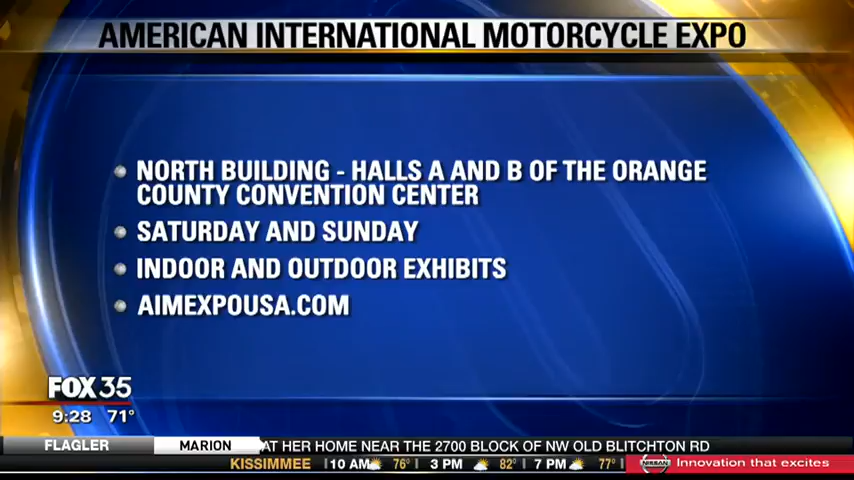 AMERICAN INTERNATIONAL MOTORCYCLE EXPO
NORTH BUILDING - HALLS A AND B OF THE ORANGE
COUNTY CONVENTION CENTER
SATURDAY AND SUNDAY
INDOOR AND OUTDOOR EXHIBITS
AIMEXPOUSA.COM
FOX 35
9:28 71°
FLAGLER MARION AT HER HOME NEAR THE 2700 BLOCK OF NW OLD BLITCHTON RD
KISSIMMEE 10 AM 76° 3 PM 82° 7 PM 77° NISSAN Innovation that excites